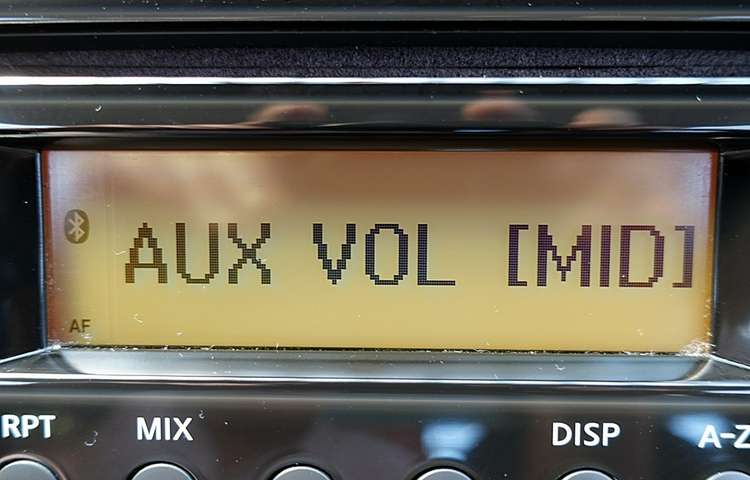 AUX VOL [MID]
AF
RPT MIX DISP A-Z